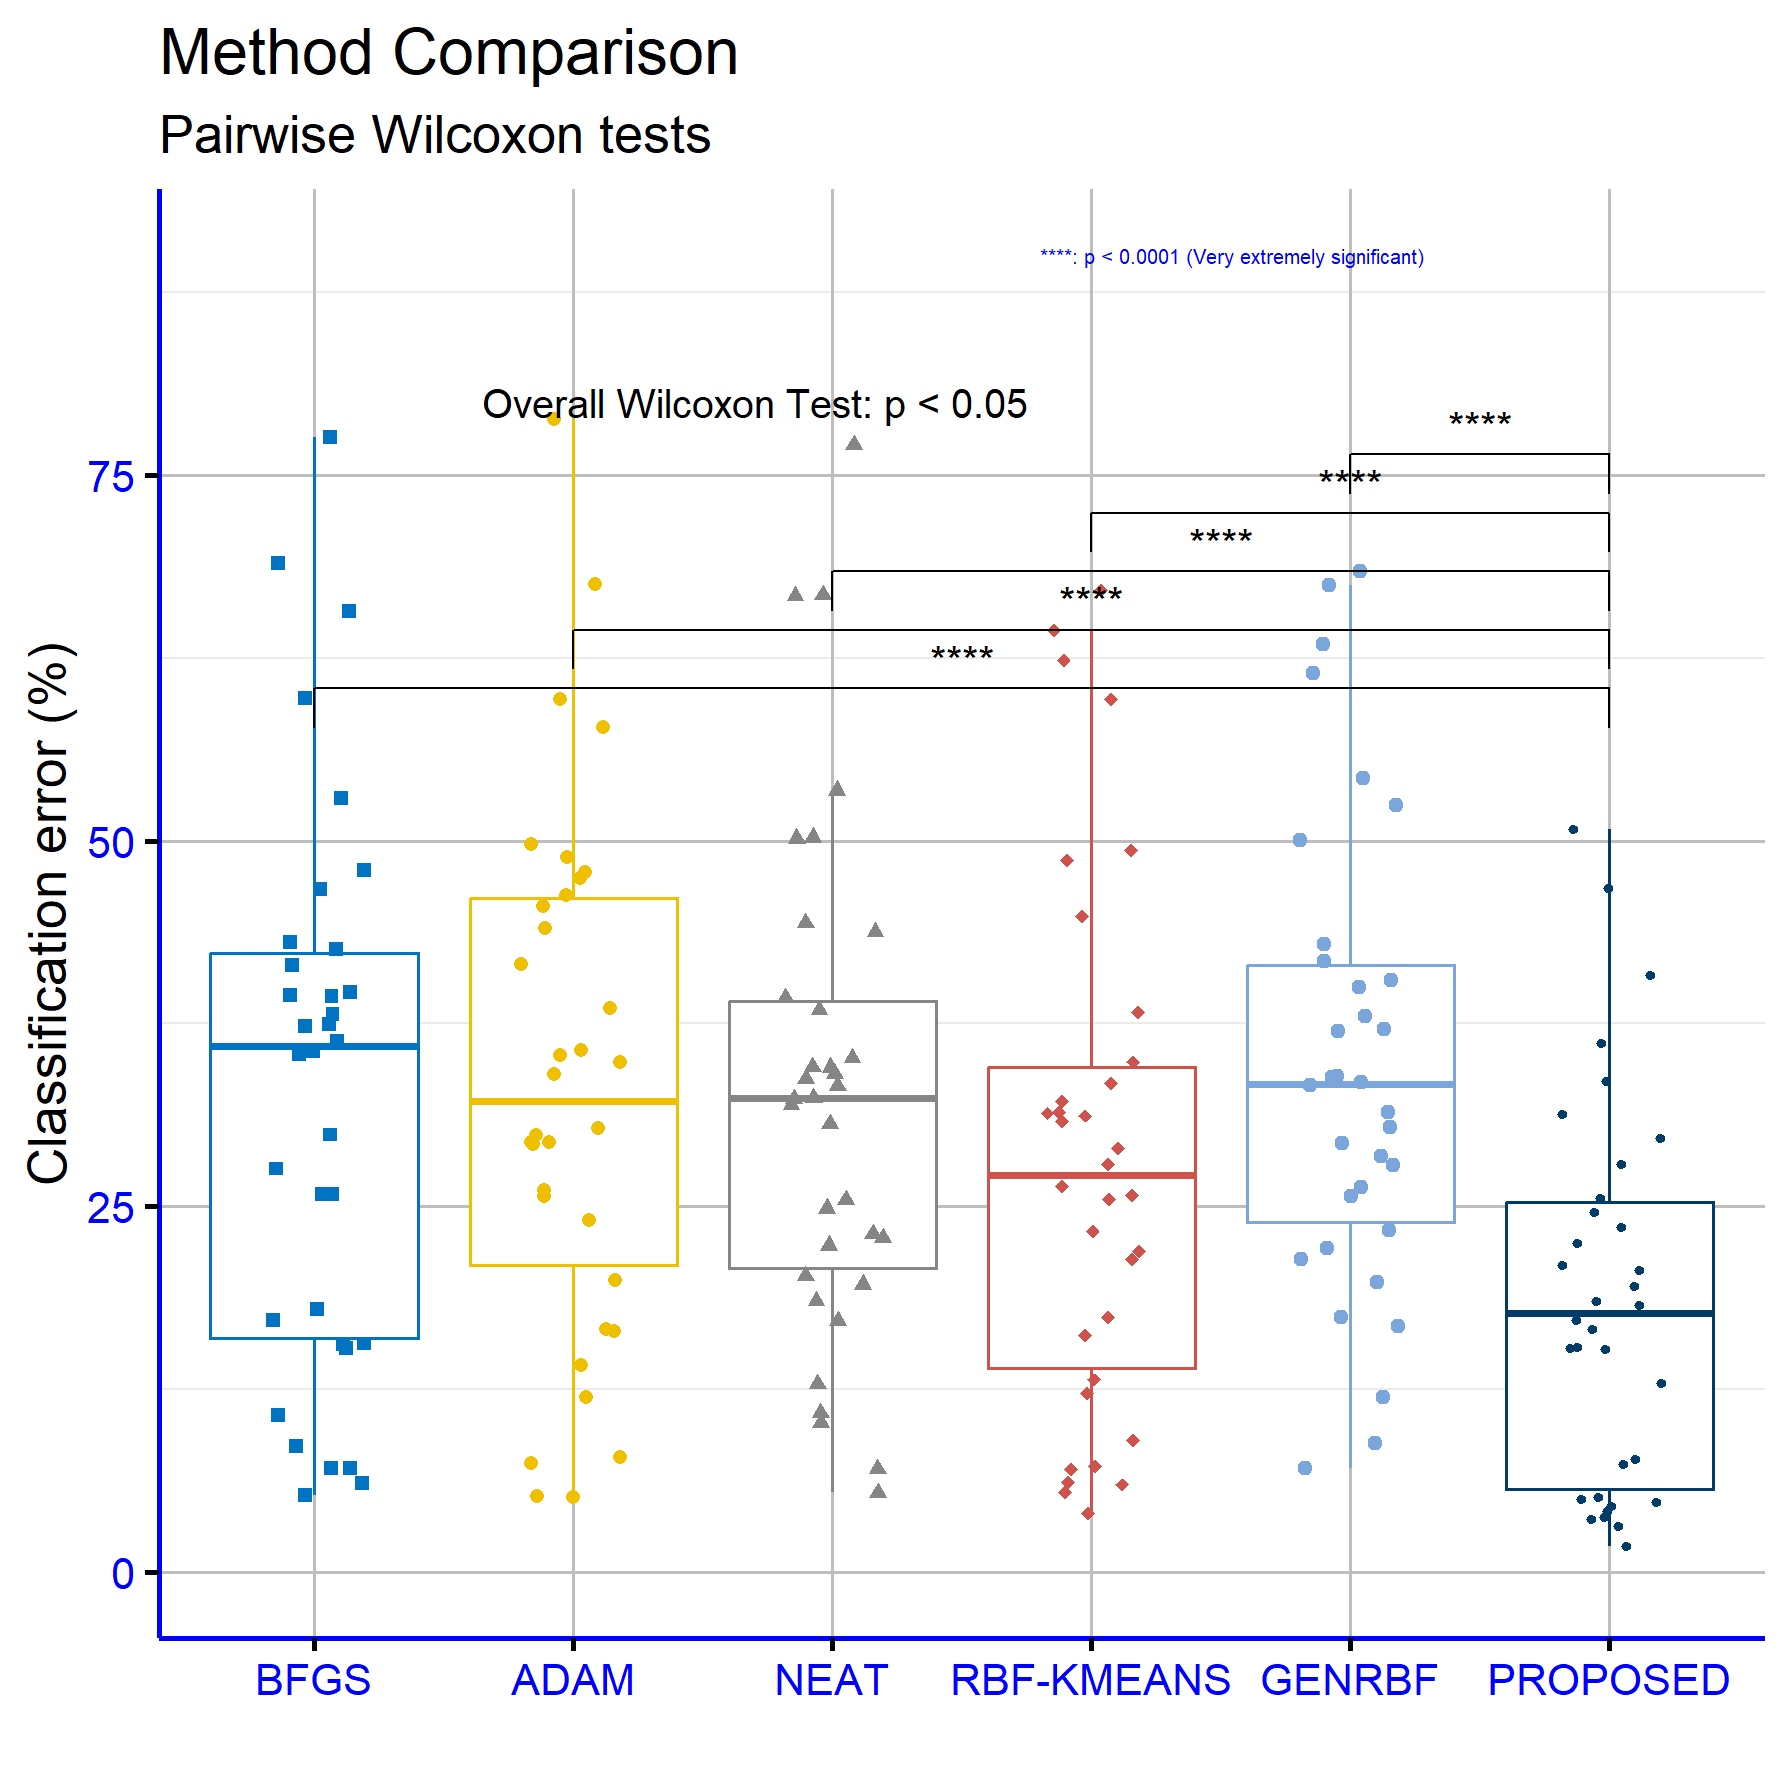 Method Comparison
Pairwise Wilcoxon tests
****: p < 0.0001 (Very extremely significant)
Overall Wilcoxon Test: p < 0.05
****
****
****
****
****
75
50
25
0
Classification error (%)
BFGS ADAM NEAT RBF-KMEANS GENRBF PROPOSED